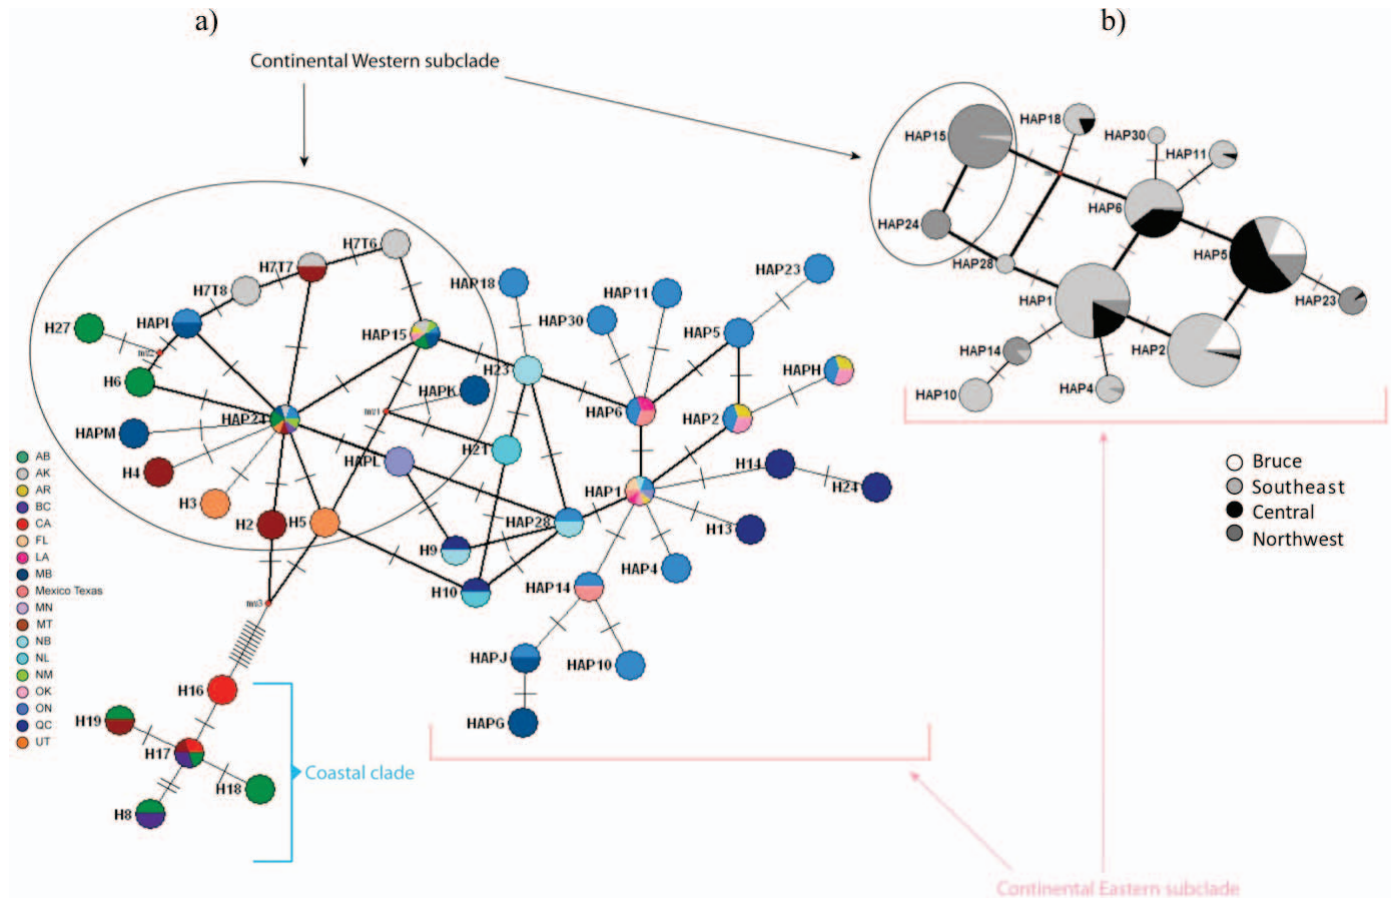 a)
b)
Continental Western subclade
HAP18
HAP15
HAP30
HAP11
HAP6
HAP24
HAP28
HAP5
HAP1
HAP23
HAP2
HAP14
HAP10
HAP4
Bruce
Southeast
Central
Northwest
H7T6
H7T7
H7T8
HAPI
H27
H6
HAP15
HAP18
HAP23
HAP11
HAP30
HAP5
H23
HAPH
HAPK
HAP24
HAP6
HAP2
HAPM
H4
HAPL
H2T
H14
H24
HAP1
H3
H2
H5
HAP28
H13
H9
H10
HAP14
HAP4
HAPJ
HAP10
HAPG
AB
AK
AR
BC
CA
FL
LA
MB
Mexico Texas
MN
MT
NB
NL
NM
OK
ON
QC
UT
H16
H19
H17
H18
H8
Coastal clade
Continental Eastern subclade